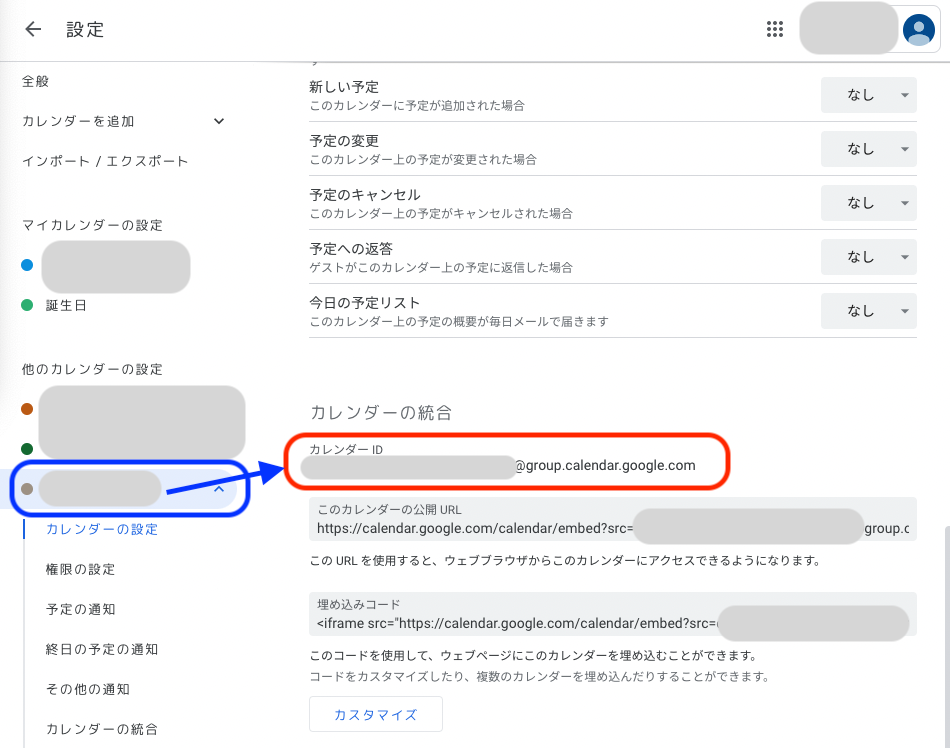 設定
全般
カレンダーを追加
インポート / エクスポート
マイカレンダーの設定
誕生日
他のカレンダーの設定
カレンダーの設定
権限の設定
予定の通知
終日の予定の通知
その他の通知
カレンダーの統合
新しい予定
このカレンダーに予定が追加された場合
なし
予定の変更
このカレンダー上の予定が変更された場合
なし
予定のキャンセル
このカレンダー上の予定がキャンセルされた場合
なし
予定への返答
ゲストがこのカレンダー上の予定に返信した場合
なし
今日の予定リスト
このカレンダー上の予定の概要が毎日メールで届きます
なし
カレンダーの統合
カレンダー ID
@group.calendar.google.com
このカレンダーの公開 URL
https://calendar.google.com/calendar/embed?src= group.c
この URL を使用すると、ウェブブラウザからこのカレンダーにアクセスできるようになります。
埋め込みコード
<iframe src="https://calendar.google.com/calendar/embed?src=
このコードを使用して、ウェブページにこのカレンダーを埋め込むことができます。
コードをカスタマイズしたり、複数のカレンダーを埋め込んだりすることができます。
カスタマイズ